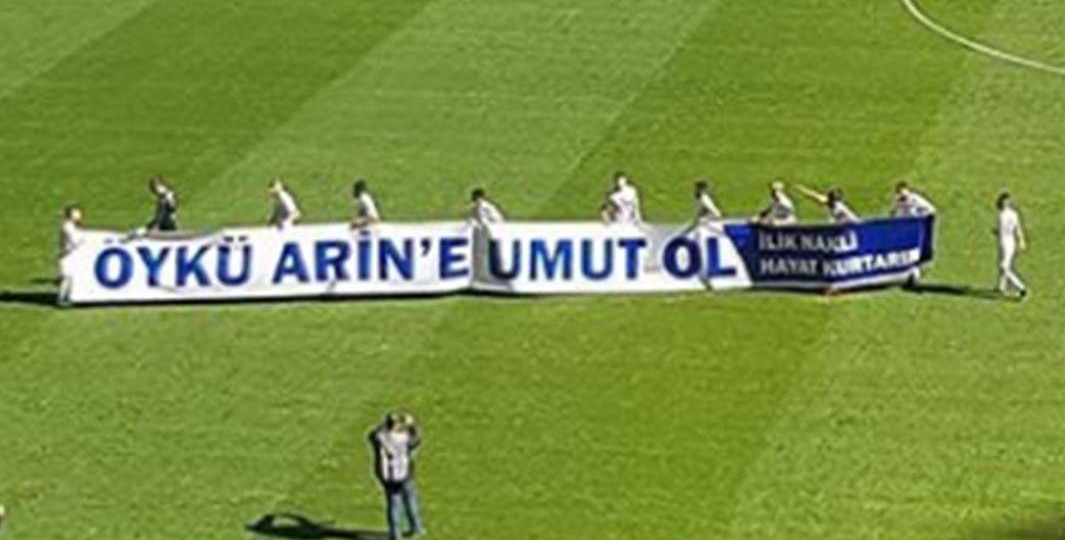 ÖYKÜ ARİN'E UMUT OL
İLİK NAKLİ
HAYAT KURTARIR